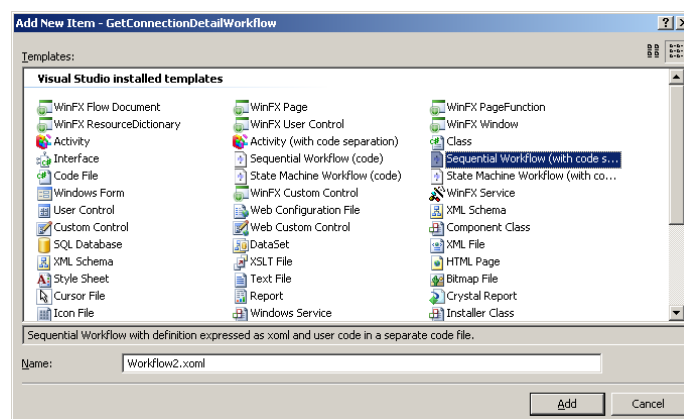 Add New Item - GetConnectionDetailWorkflow
Templates:
Visual Studio installed templates
WinFX Flow Document
WinFX Page
WinFX PageFunction
WinFX ResourceDictionary
WinFX User Control
WinFX Window
Activity
Activity (with code separation)
Class
Interface
Sequential Workflow (code)
Sequential Workflow (with code s...
Code File
State Machine Workflow (code)
State Machine Workflow (with co...
Windows Form
WinFX Custom Control
WinFX Service
User Control
Web Configuration File
XML Schema
Custom Control
Web Custom Control
Component Class
SQL Database
DataSet
XML File
XML Schema
XSLT File
HTML Page
Style Sheet
Text File
Bitmap File
Cursor File
Report
Crystal Report
Icon File
Windows Service
Installer Class
Sequential Workflow with definition expressed as xoml and user code in a separate code file.
Name:
Workflow2.xoml
Add
Cancel